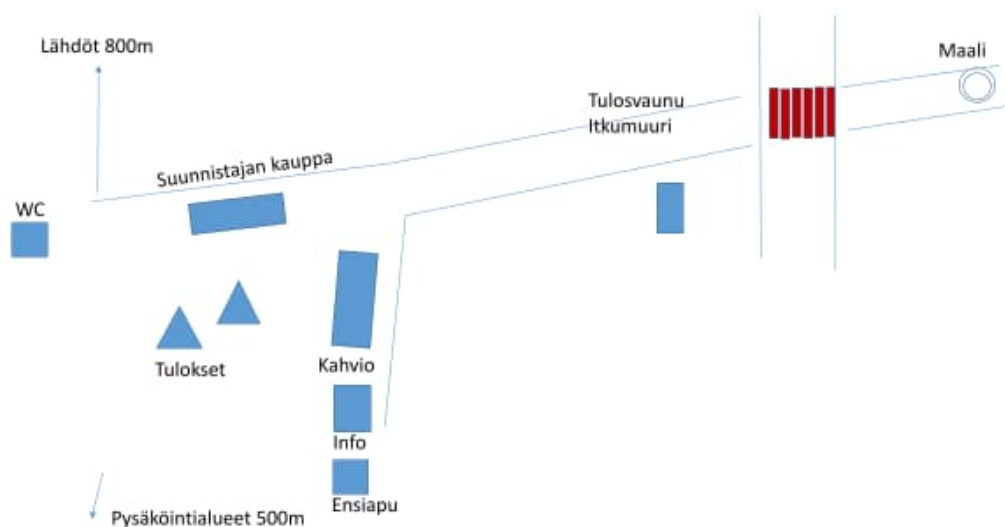 Lähdöt 800m
Maali
Tulosvaunu
Itkumuuri
Suunnistajan kauppa
WC
Tulokset
Kahvio
Info
Ensiapu
Pysäköintialueet 500m